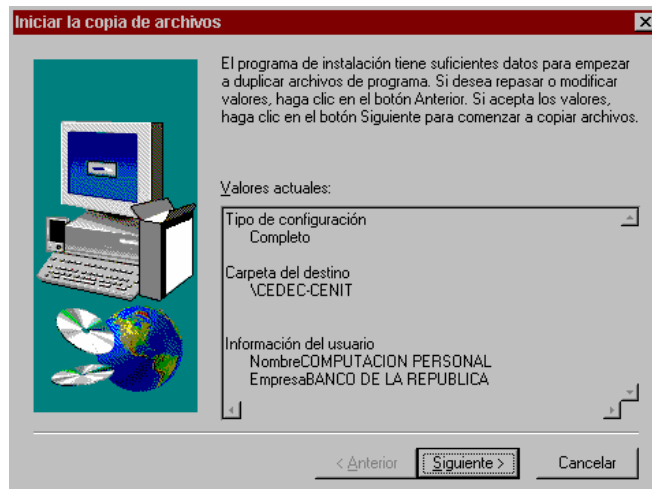 Iniciar la copia de archivos
El programa de instalación tiene suficientes datos para empezar
a duplicar archivos de programa. Si desea repasar o modificar
valores, haga clic en el botón Anterior. Si acepta los valores,
haga clic en el botón Siguiente para comenzar a copiar archivos.
Valores actuales:
Tipo de configuración
Completo
Carpeta del destino
\CEDEC-CENIT
Información del usuario
NombreCOMPUTACION PERSONAL
EmpresaBANCO DE LA REPUBLICA
< Anterior
Siguiente >
Cancelar